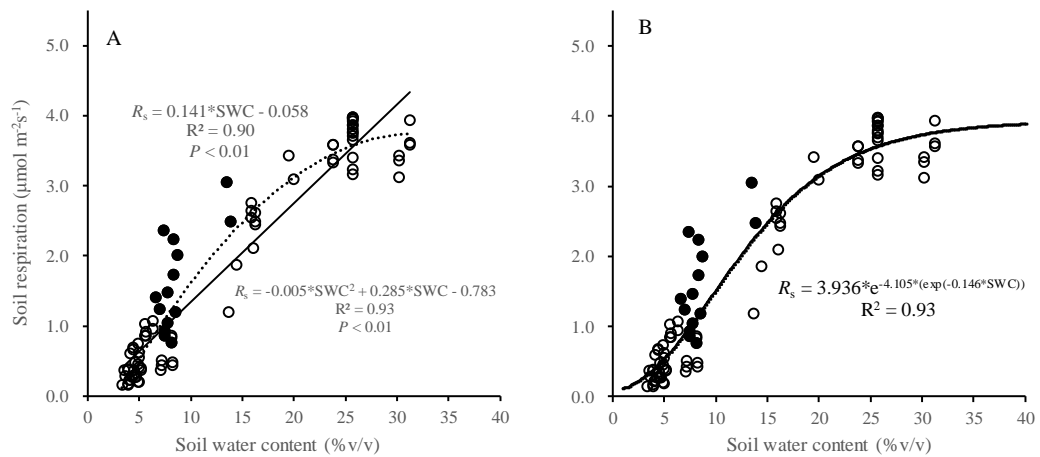 A
5.0
4.0
3.0
2.0
1.0
0.0
Soil respiration (µmol m⁻²s⁻¹)
Rs = 0.141*SWC - 0.058
R² = 0.90
P < 0.01
Rs = -0.005*SWC² + 0.285*SWC - 0.783
R² = 0.93
P < 0.01
0 5 10 15 20 25 30 35 40
Soil water content (%v/v)
B
5.0
4.0
3.0
2.0
1.0
0.0
Rs = 3.936*e^-4.105*(exp(-0.146*SWC))
R² = 0.93
0 5 10 15 20 25 30 35 40
Soil water content (%v/v)